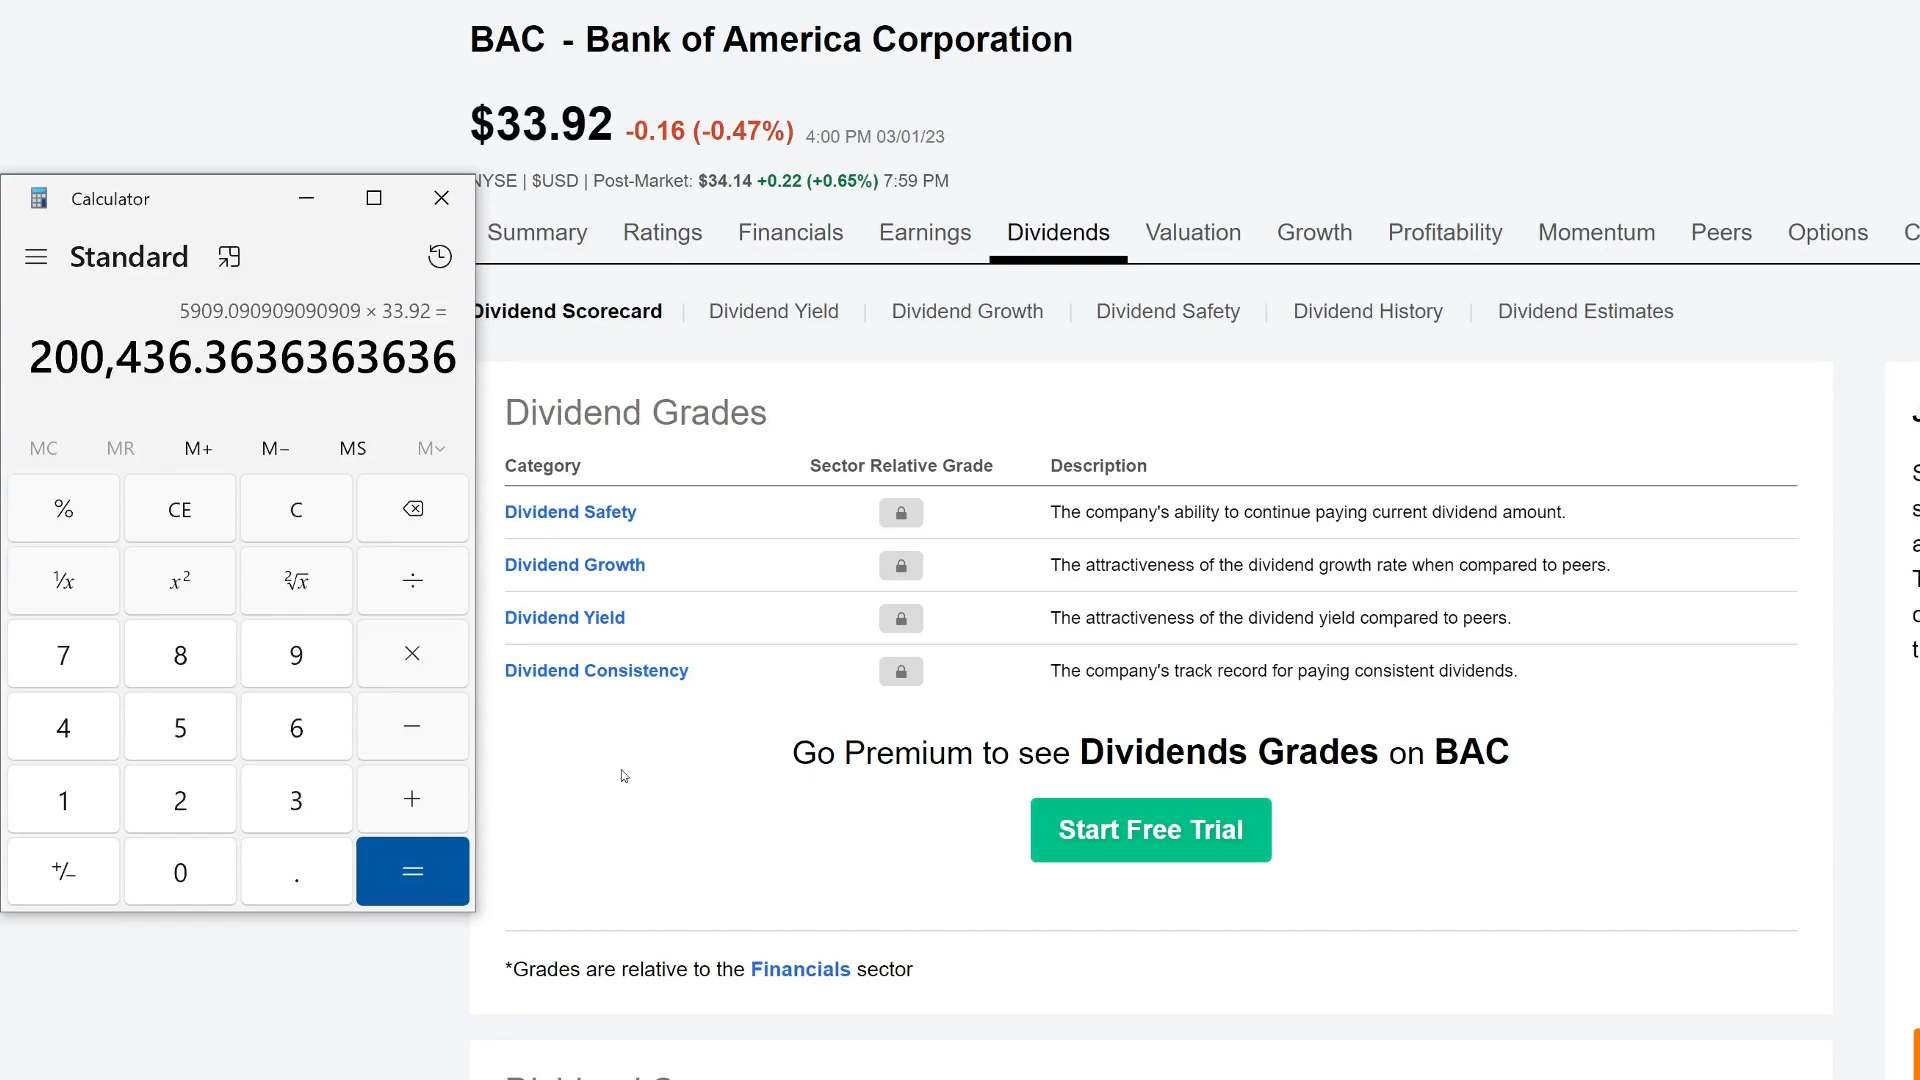 BAC - Bank of America Corporation
$33.92 -0.16 (-0.47%) 4:00 PM 03/01/23
NYSE | $USD | Post-Market: $34.14 +0.22 (+0.65%) 7:59 PM
Summary Ratings Financials Earnings Dividends Valuation Growth Profitability Momentum Peers Options
Dividend Scorecard | Dividend Yield | Dividend Growth | Dividend Safety | Dividend History | Dividend Estimates
Calculator
Standard
5909.090909090909 × 33.92 =
200,436.3636363636
MC MR M+ M− MS M
% CE C
1/x x² ²√x ÷
7 8 9 ×
4 5 6 −
1 2 3 +
+/− 0 . =
Dividend Grades
Category Sector Relative Grade Description
Dividend Safety The company's ability to continue paying current dividend amount.
Dividend Growth The attractiveness of the dividend growth rate when compared to peers.
Dividend Yield The attractiveness of the dividend yield compared to peers.
Dividend Consistency The company's track record for paying consistent dividends.
Go Premium to see Dividends Grades on BAC
Start Free Trial
*Grades are relative to the Financials sector